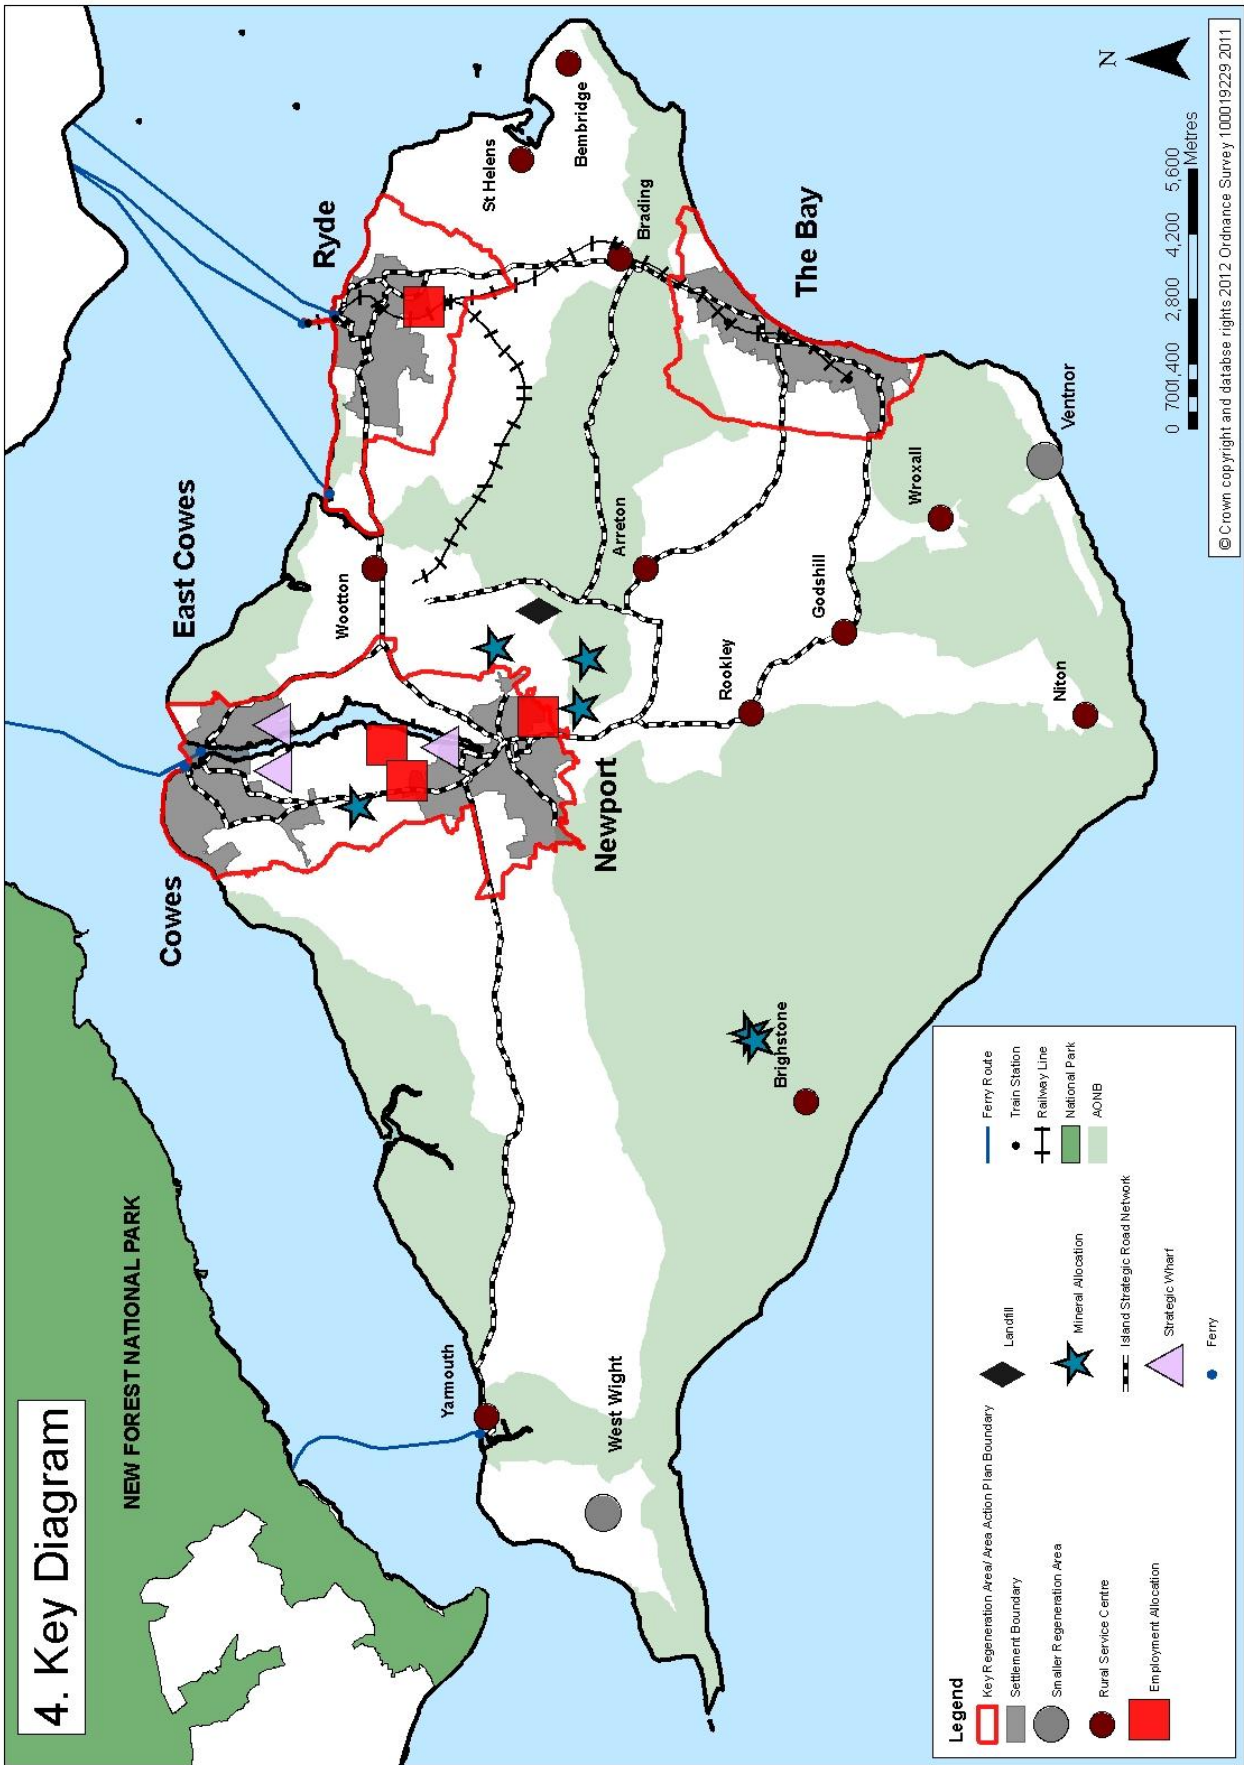 4. Key Diagram
NEW FOREST NATIONAL PARK
Cowes
East Cowes
Ryde
Wootton
St Helens
Bembridge
Yarmouth
Newport
Brading
Arreton
West Wight
The Bay
Rookley
Brighstone
Godshill
Wroxall
Niton
Ventnor
N
Legend
Key Regeneration Area/ Area Action Plan Boundary
Settlement Boundary
Smaller Regeneration Area
Rural Service Centre
Employment Allocation
Landfill
Mineral Allocation
Island Strategic Road Network
Strategic Wharf
Ferry
Ferry Route
Train Station
Railway Line
National Park
AONB
0 700 1,400 2,800 4,200 5,600
Metres
© Crown copyright and databse rights 2012 Ordnance Survey 100019229 2011